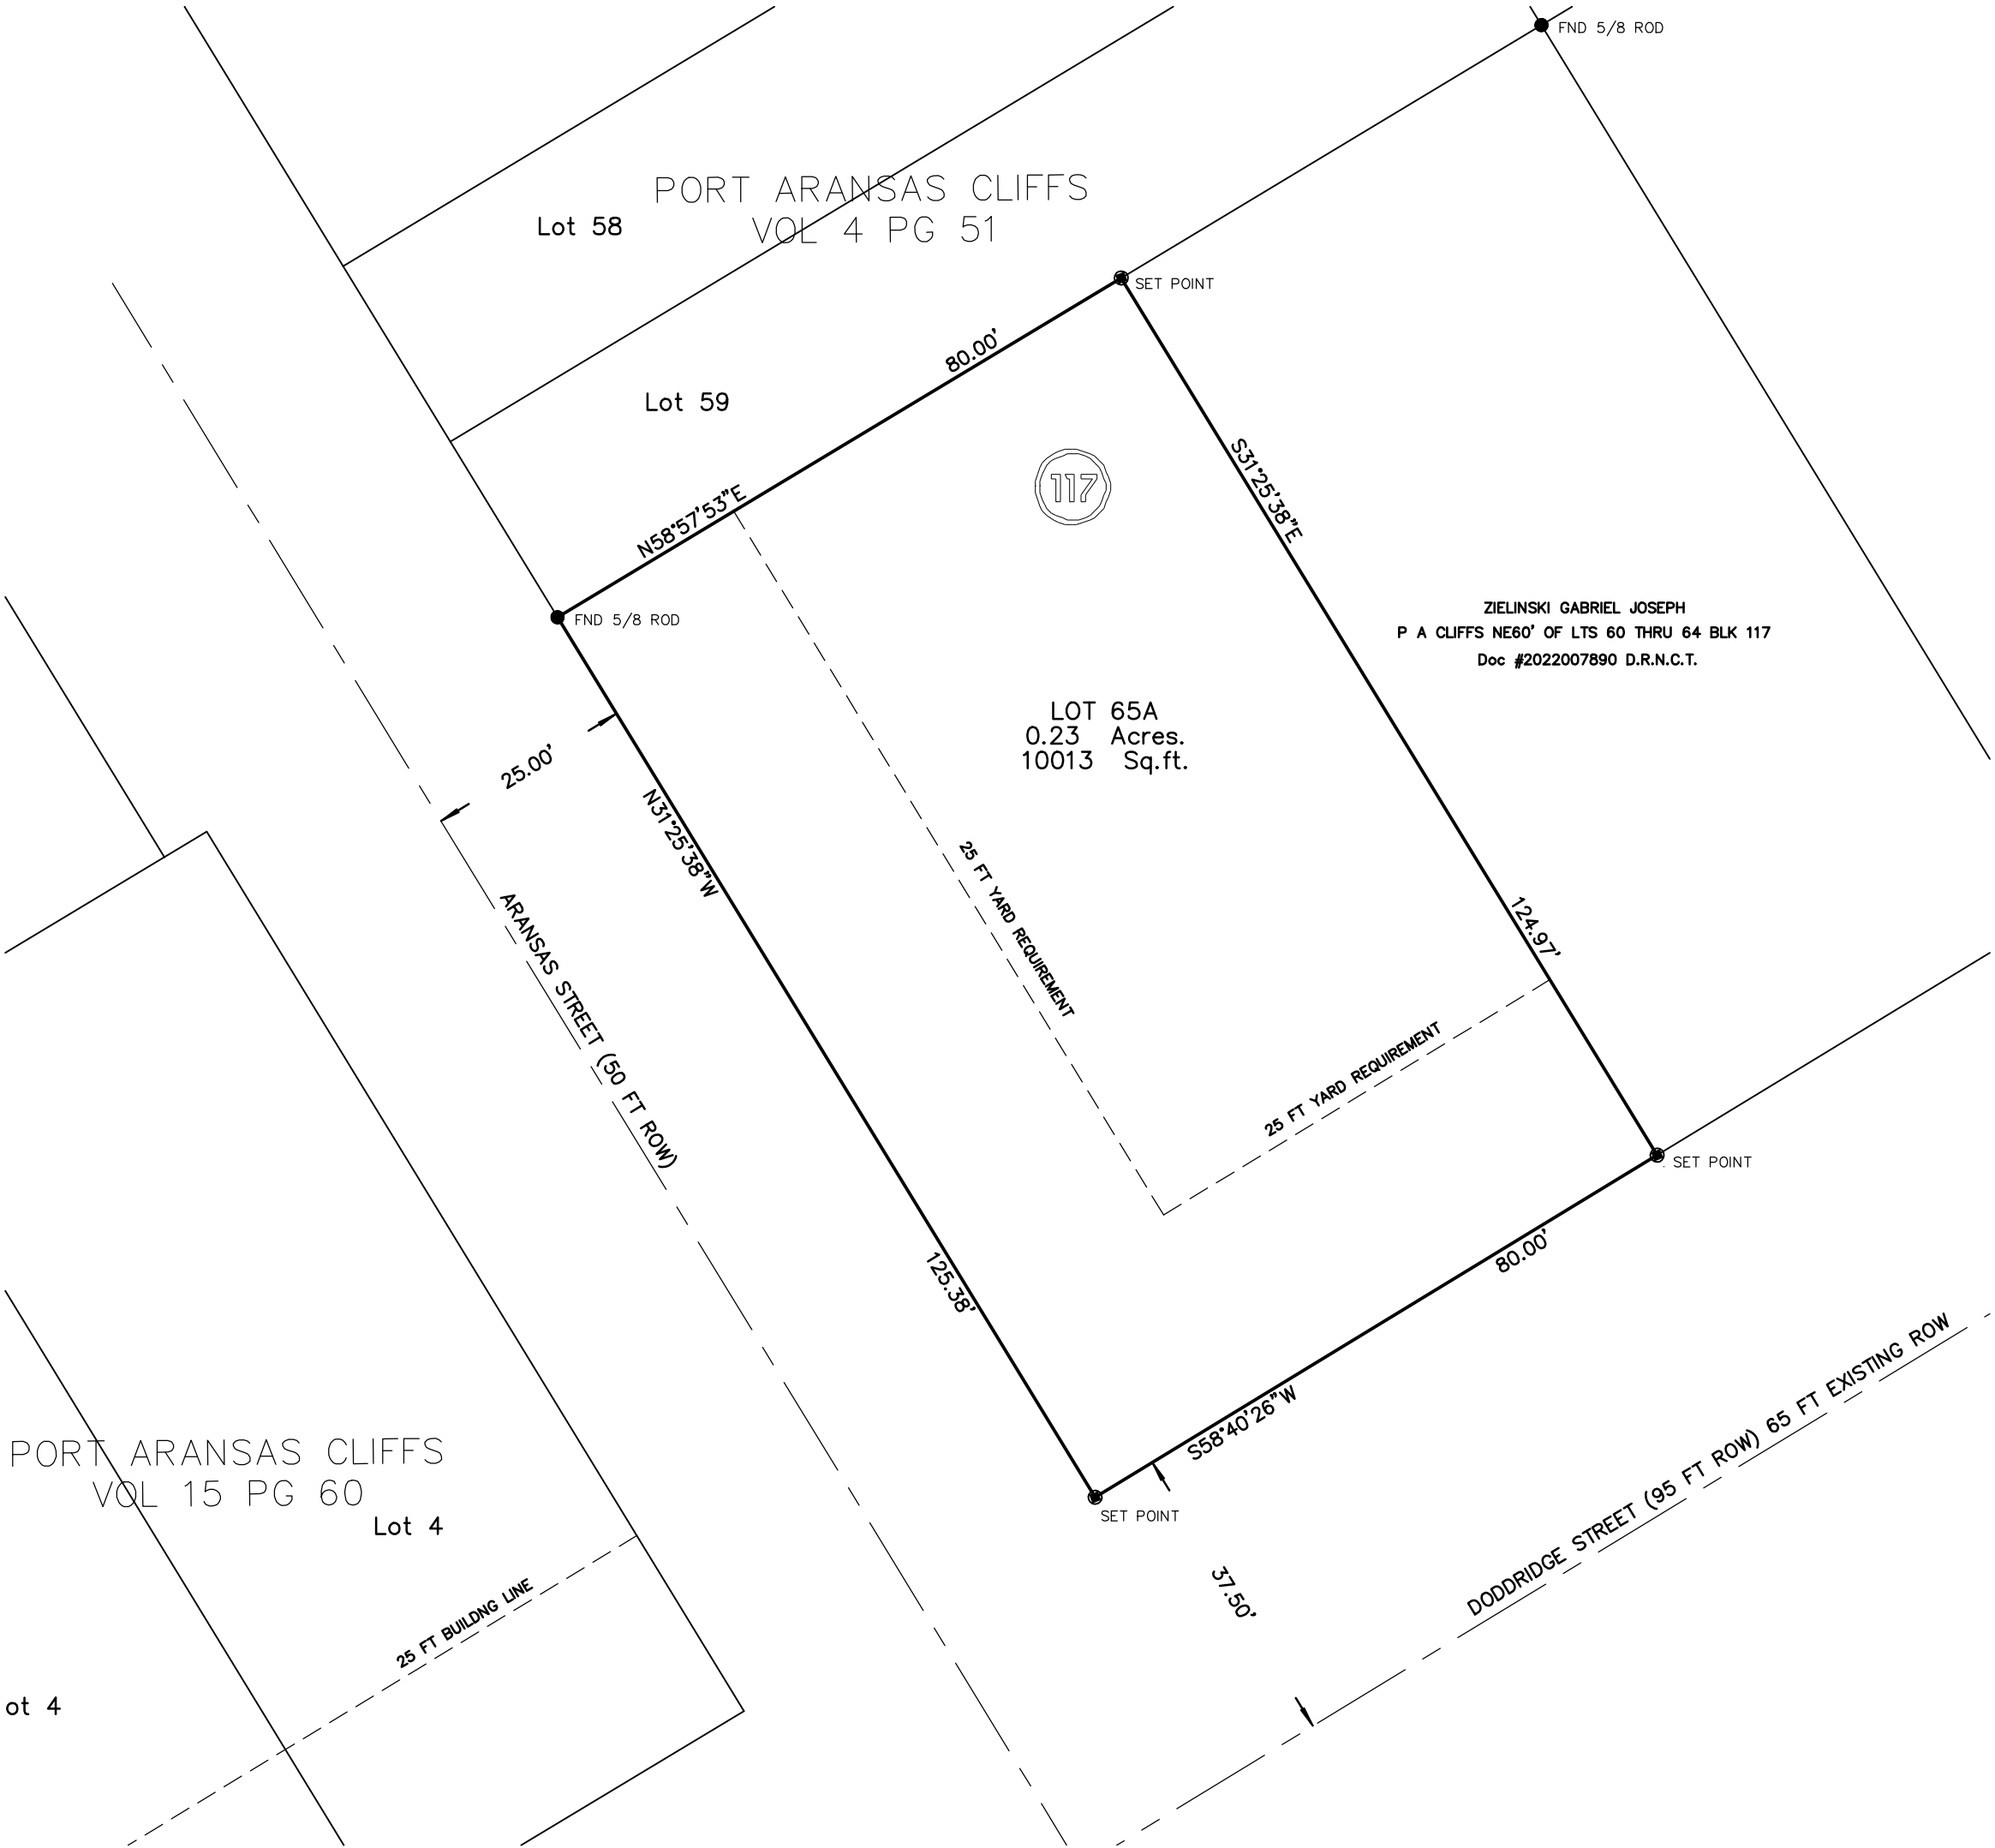 FND 5/8 ROD
PORT ARANSAS CLIFFS
VOL 4 PG 51
Lot 58
SET POINT
80.00'
Lot 59
117
S31°25'38"E
N58°57'53"E
FND 5/8 ROD
ZIELINSKI GABRIEL JOSEPH
P A CLIFFS NE60' OF LTS 60 THRU 64 BLK 117
Doc #2022007890 D.R.N.C.T.
LOT 65A
0.23 Acres.
10013 Sq.ft.
25.00'
N31°25'38"W
25 FT YARD REQUIREMENT
124.97'
ARANSAS STREET (50 FT ROW)
25 FT YARD REQUIREMENT
SET POINT
125.38'
80.00'
S58°40'26"W
DODDRIDGE STREET (95 FT ROW) 65 FT EXISTING ROW
PORT ARANSAS CLIFFS
VOL 15 PG 60
Lot 4
SET POINT
37.50'
25 FT BUILDNG LINE
ot 4